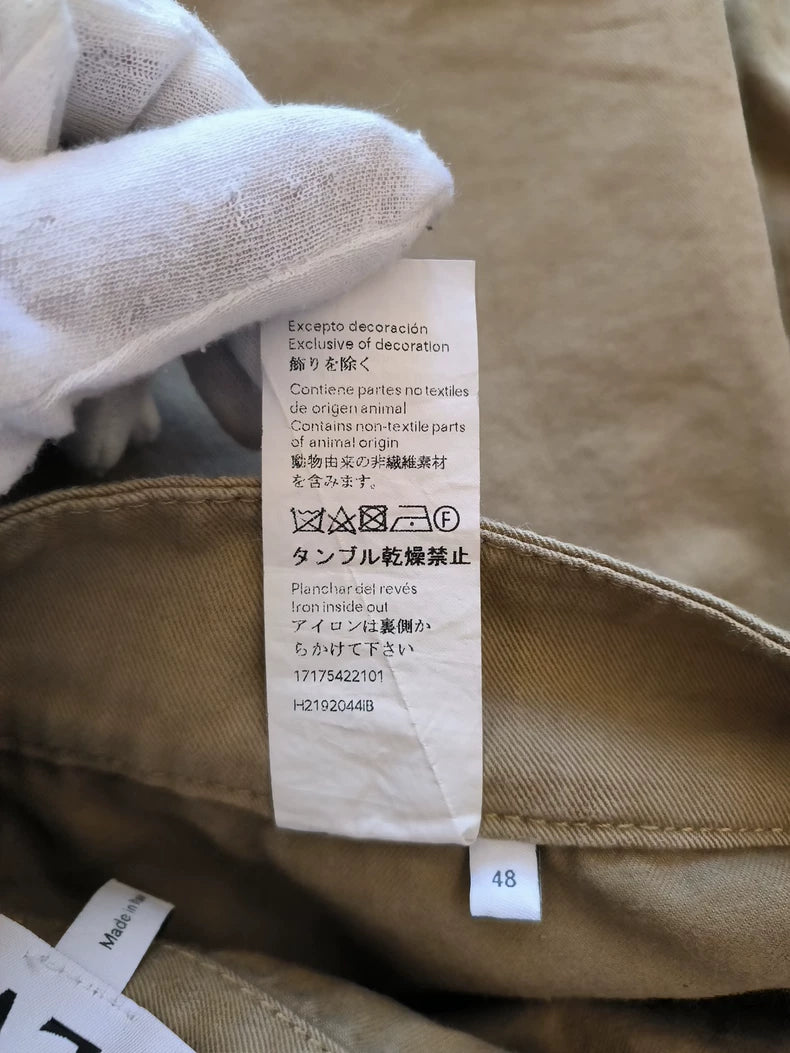 Excepto decoración
Exclusive of decoration
飾りを除く
Contiene partes no textiles
de origen animal
Contains non-textile parts
of animal origin
動物由来の非繊維素材
を含みます。
F
タンブル乾燥禁止
Planchar del revés
Iron inside out
アイロンは裏側か
らかけて下さい
17175422101
H2192044IB
48
Made in